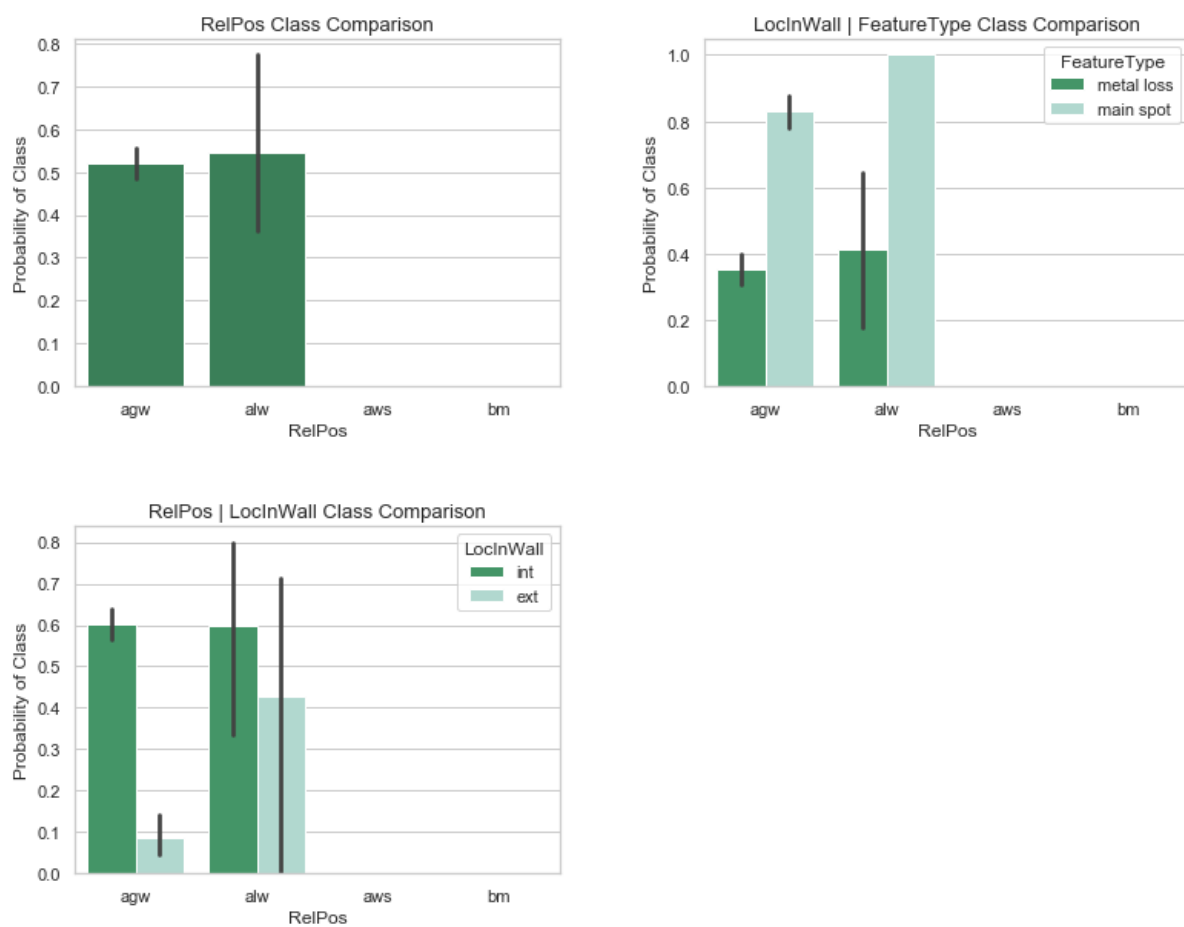 RelPos Class Comparison
Probability of Class
0.8
0.7
0.6
0.5
0.4
0.3
0.2
0.1
0.0
agw alw aws bm
RelPos
LocInWall | FeatureType Class Comparison
Probability of Class
1.0
0.8
0.6
0.4
0.2
0.0
FeatureType
metal loss
main spot
agw alw aws bm
RelPos
RelPos | LocInWall Class Comparison
Probability of Class
0.8
0.7
0.6
0.5
0.4
0.3
0.2
0.1
0.0
LocInWall
int
ext
agw alw aws bm
RelPos